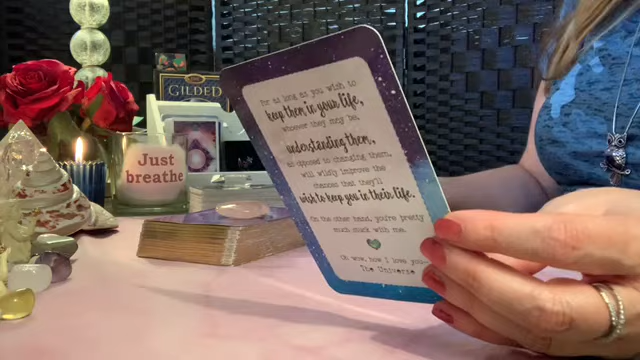 GILDED
Just
breathe
For as long as you wish to
keep them in your life,
whoever they may be,
understanding them,
as opposed to changing them,
will wildly improve the
chances that they'll
wish to keep you in their life.
On the other hand, you're pretty
much stuck with me.
Oh wow, how I love you—
The Universe